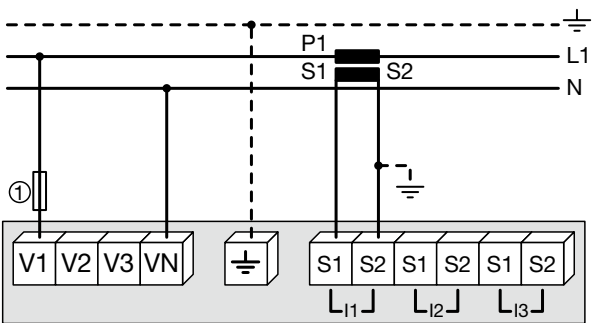 P1
L1
S1 S2
N
①
V1 V2 V3 VN S1 S2 S1 S2 S1 S2
I1 I2 I3